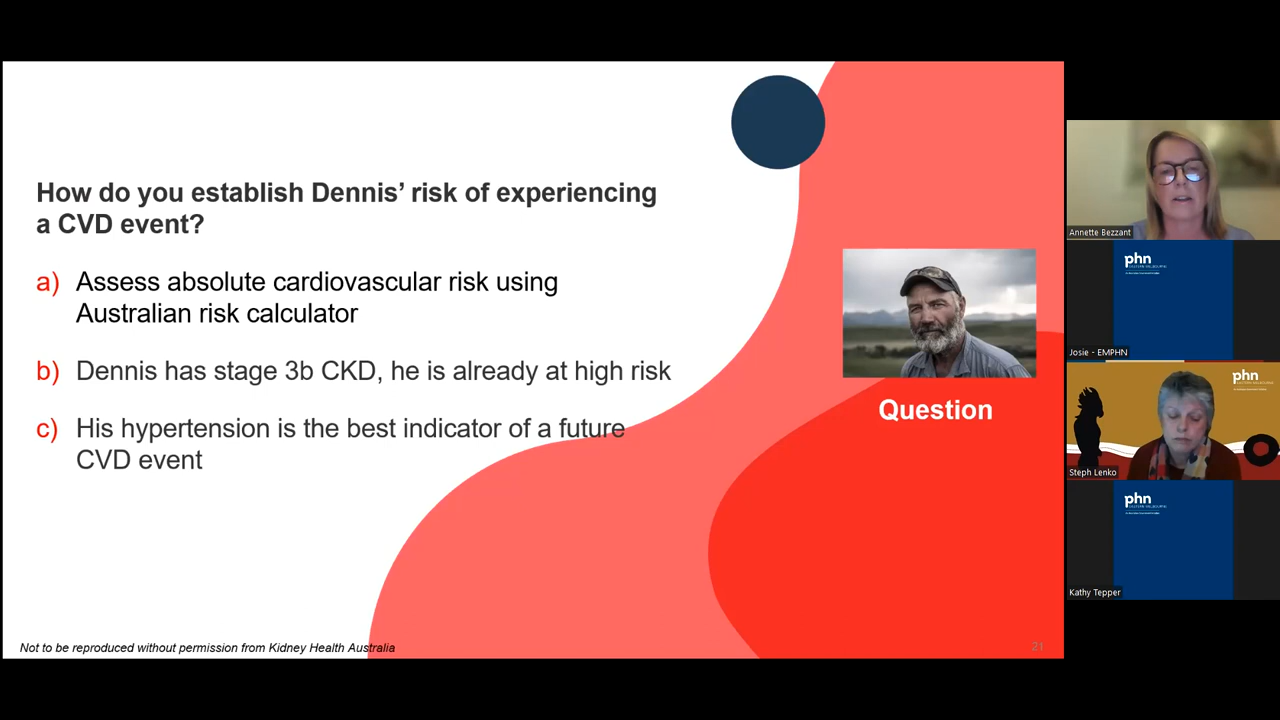 How do you establish Dennis’ risk of experiencing
a CVD event?
a) Assess absolute cardiovascular risk using
Australian risk calculator
b) Dennis has stage 3b CKD, he is already at high risk
c) His hypertension is the best indicator of a future
CVD event
Question
Not to be reproduced without permission from Kidney Health Australia
21
Annette Bezzant
phn
Josie - EMPHN
phn
Steph Lenko
phn
Kathy Tepper